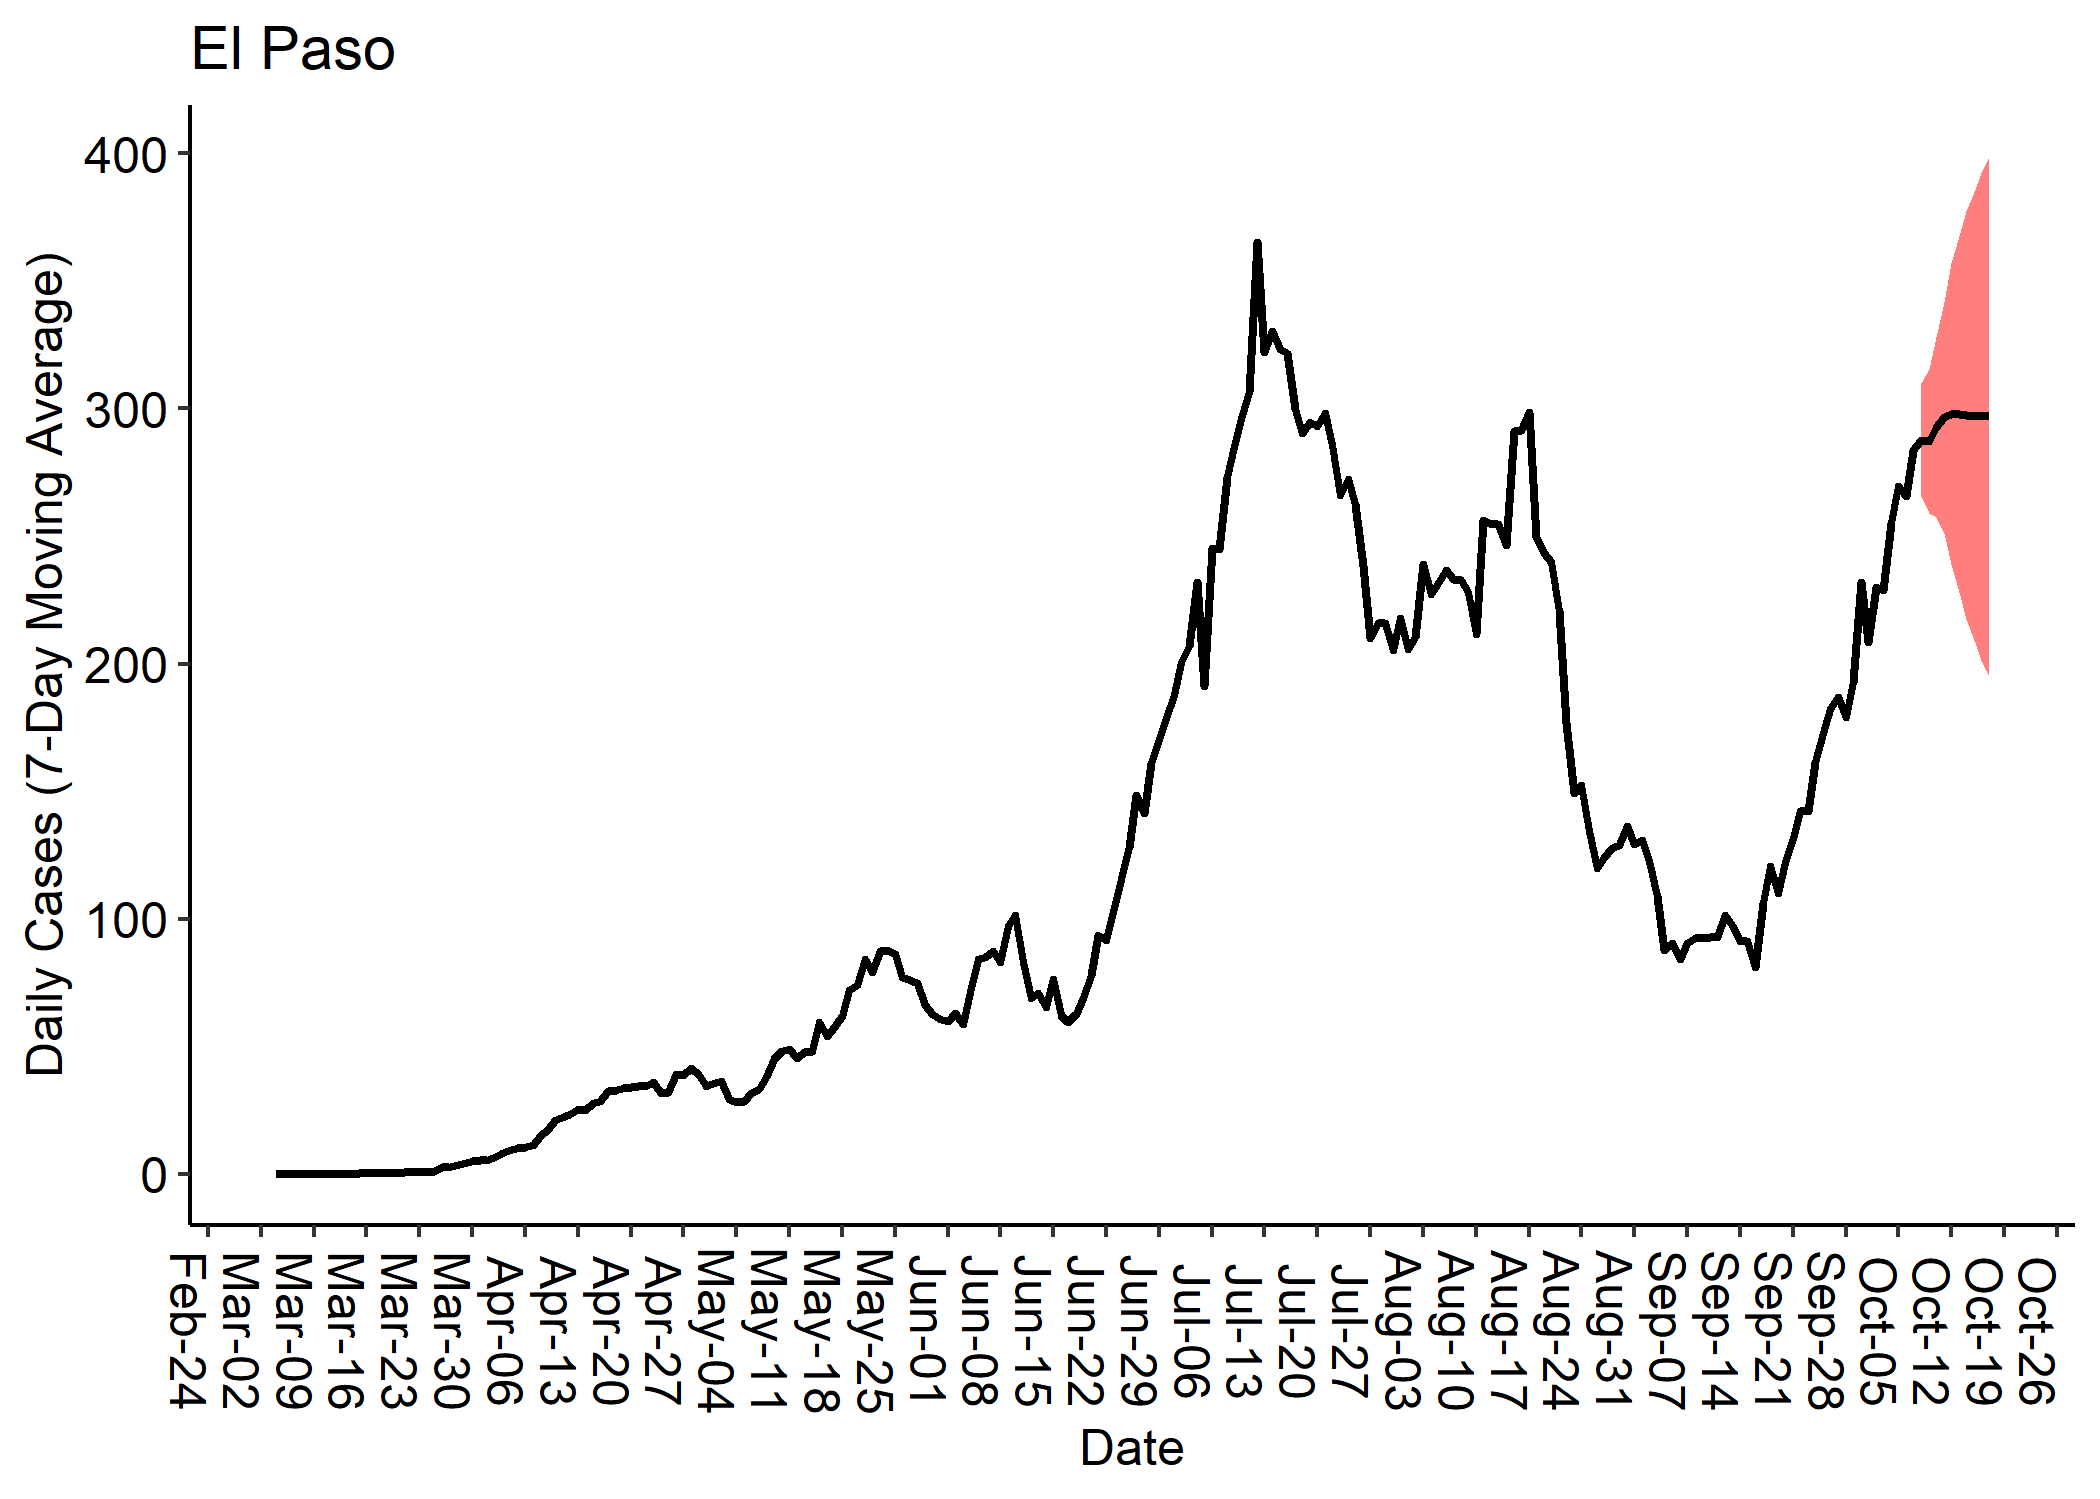 El Paso
Daily Cases (7-Day Moving Average)
400
300
200
100
0
Feb-24
Mar-02
Mar-09
Mar-16
Mar-23
Mar-30
Apr-06
Apr-13
Apr-20
Apr-27
May-04
May-11
May-18
May-25
Jun-01
Jun-08
Jun-15
Jun-22
Jun-29
Jul-06
Jul-13
Jul-20
Jul-27
Aug-03
Aug-10
Aug-17
Aug-24
Aug-31
Sep-07
Sep-14
Sep-21
Sep-28
Oct-05
Oct-12
Oct-19
Oct-26
Date